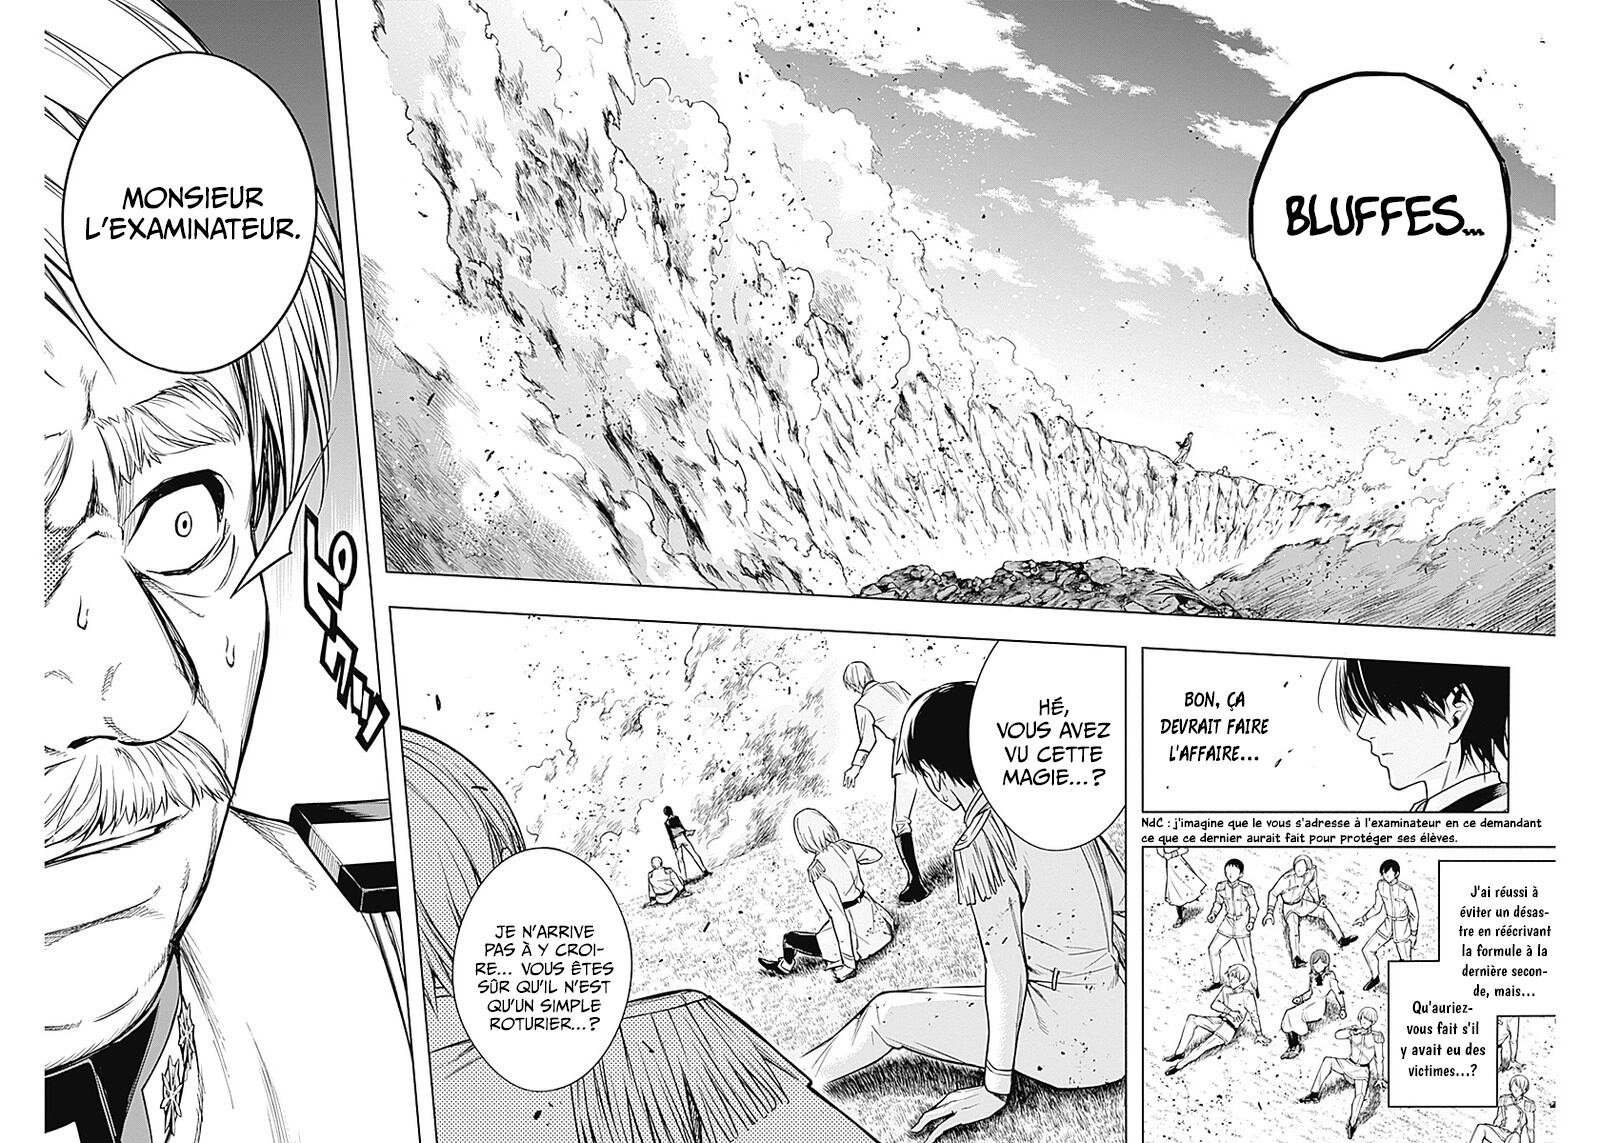 BLUFFES...
BON, ÇA
DEVRAIT FAIRE
L'AFFAIRE...
NdC : j'imagine que le vous s'adresse à l'examinateur en ce demandant
ce que ce dernier aurait fait pour protéger ses élèves.
J'ai réussi à
éviter un désas-
tre en réécrivant
la formule à la
dernière secon-
de, mais...
Qu'auriez-
vous fait s'il
y avait eu des
victimes...?
HÉ,
VOUS AVEZ
VU CETTE
MAGIE...?
JE N'ARRIVE
PAS À Y CROI-
RE... VOUS ÊTES
SÛR QU'IL N'EST
QU'UN SIMPLE
ROTURIER...?
MONSIEUR
L'EXAMINATEUR.
ピクッ